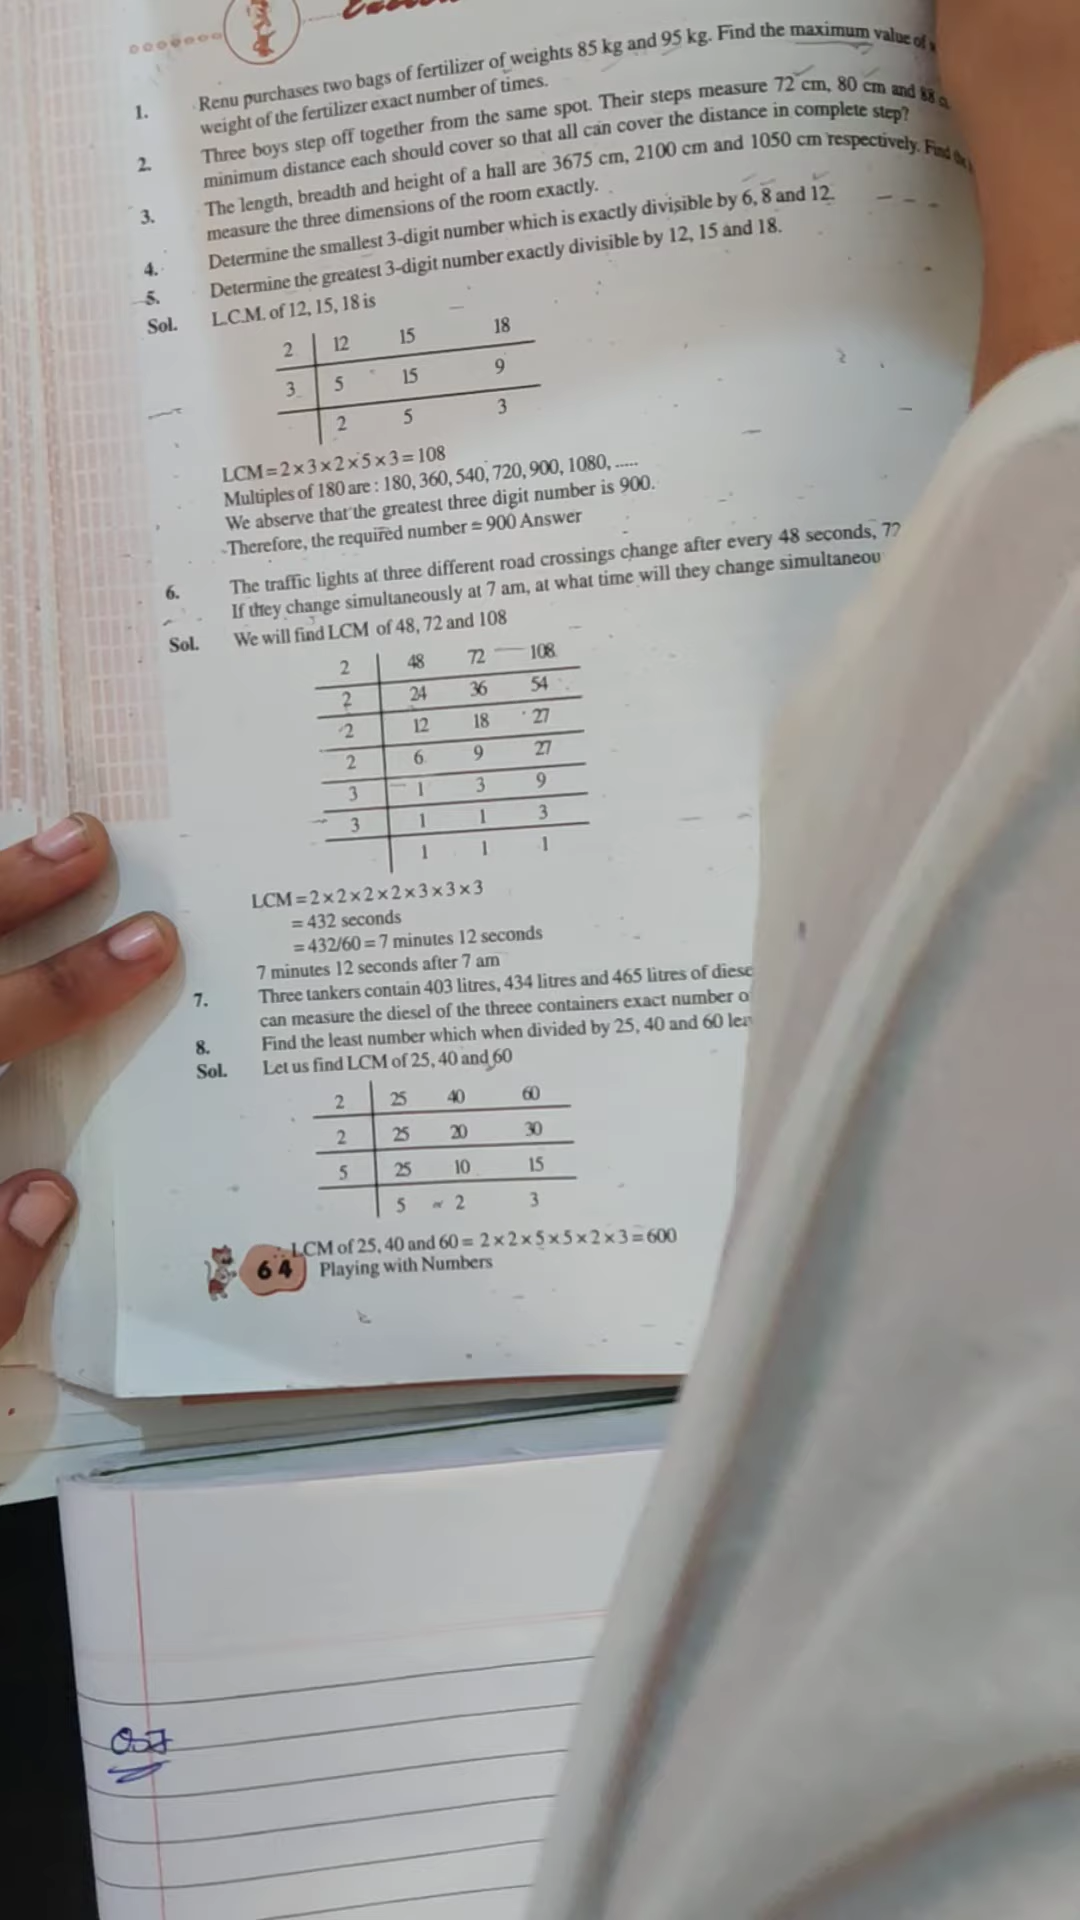 1. Renu purchases two bags of fertilizer of weights 85 kg and 95 kg. Find the maximum value of
weight of the fertilizer exact number of times.
2. Three boys step off together from the same spot. Their steps measure 72 cm, 80 cm and 88
minimum distance each should cover so that all can cover the distance in complete step?
3. The length, breadth and height of a hall are 3675 cm, 2100 cm and 1050 cm respectively. Find the
measure the three dimensions of the room exactly.
4. Determine the smallest 3-digit number which is exactly divisible by 6, 8 and 12.
5. Determine the greatest 3-digit number exactly divisible by 12, 15 and 18.
Sol. L.C.M. of 12, 15, 18 is
2 12 15 18
3 5 15 9
2 5 3
LCM=2×3×2×5×3=108
Multiples of 180 are : 180, 360, 540, 720, 900, 1080, .....
We abserve that the greatest three digit number is 900.
Therefore, the required number = 900 Answer
6. The traffic lights at three different road crossings change after every 48 seconds, 72
If they change simultaneously at 7 am, at what time will they change simultaneou
Sol. We will find LCM of 48, 72 and 108
2 48 72 108
2 24 36 54
2 12 18 27
2 6 9 27
3 1 3 9
3 1 1 3
1 1 1
LCM=2×2×2×2×3×3×3
= 432 seconds
= 432/60 = 7 minutes 12 seconds
7 minutes 12 seconds after 7 am
7. Three tankers contain 403 litres, 434 litres and 465 litres of diese
can measure the diesel of the threee containers exact number o
8. Find the least number which when divided by 25, 40 and 60 lea
Sol. Let us find LCM of 25, 40 and 60
2 25 40 60
2 25 20 30
5 25 10 15
5 2 3
∴ LCM of 25, 40 and 60 = 2×2×5×5×2×3=600
64 Playing with Numbers